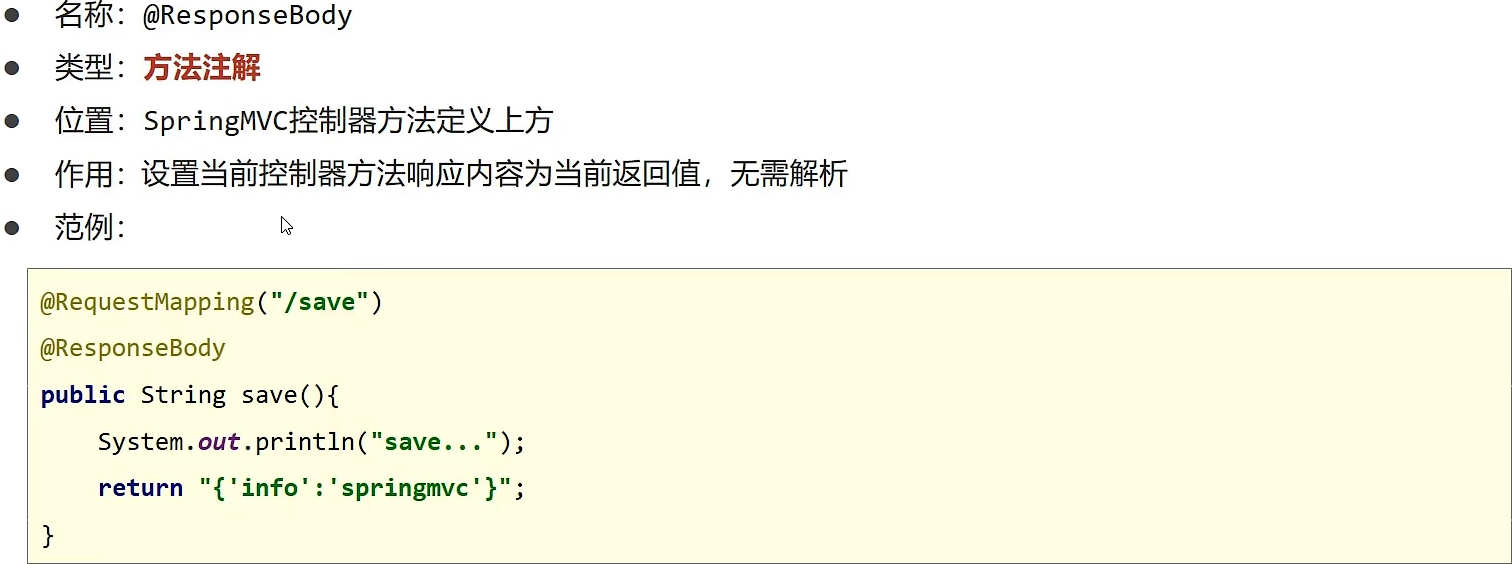 ● 名称：@ResponseBody
● 类型：方法注解
● 位置：SpringMVC控制器方法定义上方
● 作用：设置当前控制器方法响应内容为当前返回值，无需解析
● 范例：
@RequestMapping("/save")
@ResponseBody
public String save(){
    System.out.println("save...");
    return "{'info':'springmvc'}";
}